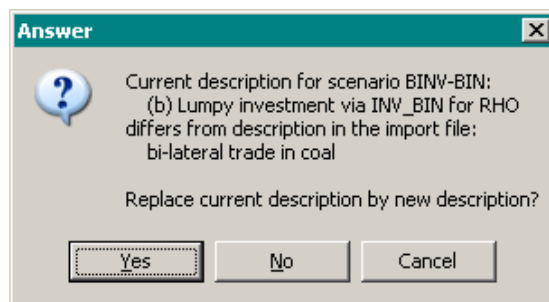 Answer
Current description for scenario BINV-BIN:
(b) Lumpy investment via INV_BIN for RHO
differs from description in the import file:
bi-lateral trade in coal
Replace current description by new description?
Yes
No
Cancel